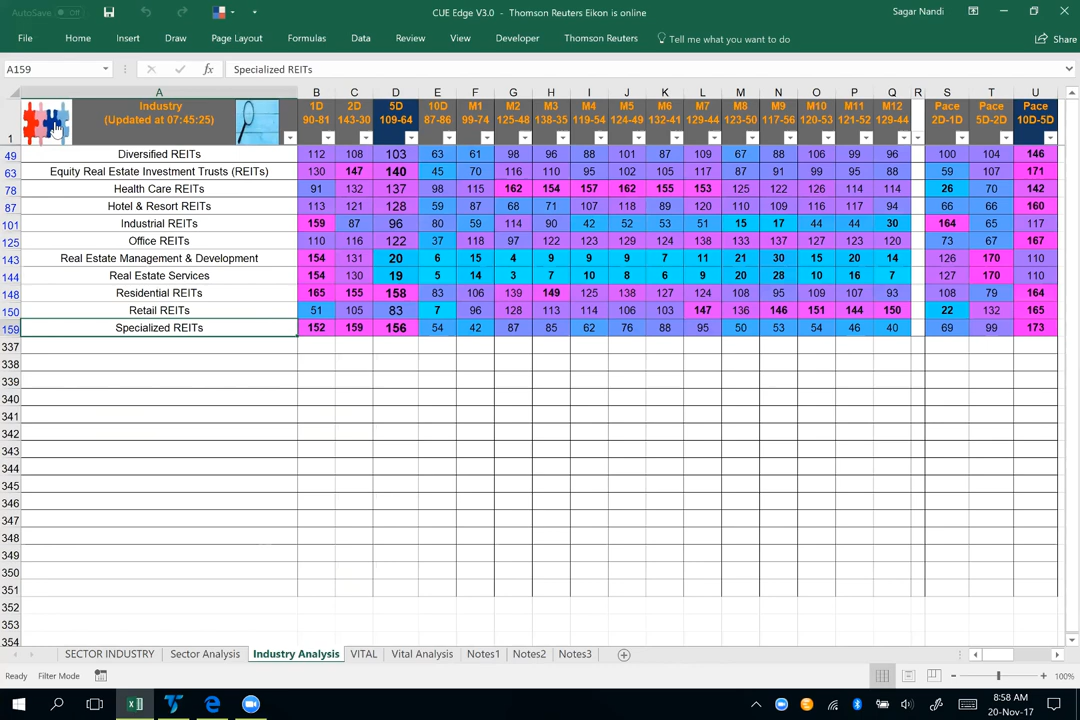 AutoSave Off
CUE Edge V3.0 - Thomson Reuters Eikon is online
Sagar Nandi
File Home Insert Draw Page Layout Formulas Data Review View Developer Thomson Reuters Tell me what you want to do Share
A159 fx Specialized REITs
A B C D E F G H I J K L M N O P Q R S T U
Industry 1D 2D 5D 10D M1 M2 M3 M4 M5 M6 M7 M8 M9 M10 M11 M12 Pace Pace Pace
(Updated at 07:45:25) 90-81 143-30 109-64 87-86 99-74 125-48 138-35 119-54 124-49 132-41 129-44 123-50 117-56 120-53 121-52 129-44 2D-1D 5D-2D 10D-5D
1
49 Diversified REITs 112 108 103 63 61 98 96 88 101 87 109 67 88 106 99 96 100 104 146
63 Equity Real Estate Investment Trusts (REITs) 130 147 140 45 70 116 110 95 102 105 117 87 91 99 95 88 59 107 171
78 Health Care REITs 91 132 137 98 115 162 154 157 162 155 153 125 122 126 114 114 26 70 142
87 Hotel & Resort REITs 113 121 128 59 87 68 71 107 118 89 120 110 109 116 117 94 66 66 160
101 Industrial REITs 159 87 96 80 59 114 90 42 52 53 51 15 17 44 44 30 164 65 117
125 Office REITs 110 116 122 37 118 97 122 123 129 124 138 133 137 127 123 120 73 67 167
143 Real Estate Management & Development 154 131 20 6 15 4 9 9 9 7 11 21 30 15 20 14 126 170 110
144 Real Estate Services 154 130 19 5 14 3 7 10 8 6 9 20 28 10 16 7 127 170 110
148 Residential REITs 165 155 158 83 106 139 149 125 138 127 124 108 95 109 107 93 108 79 164
150 Retail REITs 51 105 83 7 96 128 113 114 106 103 147 136 146 151 144 150 22 132 165
159 Specialized REITs 152 159 156 54 42 87 85 62 76 88 95 50 53 54 46 40 69 99 173
337
338
339
340
341
342
343
344
345
346
347
348
349
350
351
352
353
354
SECTOR INDUSTRY Sector Analysis Industry Analysis VITAL Vital Analysis Notes1 Notes2 Notes3
Ready Filter Mode 100%
8:58 AM
20-Nov-17